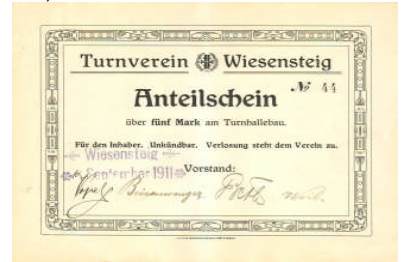 Turnverein Wiesensteig
№ 44
Anteilschein
über fünf Mark am Turnhallebau.
Für den Inhaber. Unkündbar. Verlosung steht dem Verein zu.
Wiesensteig
September 1911
Vorstand: